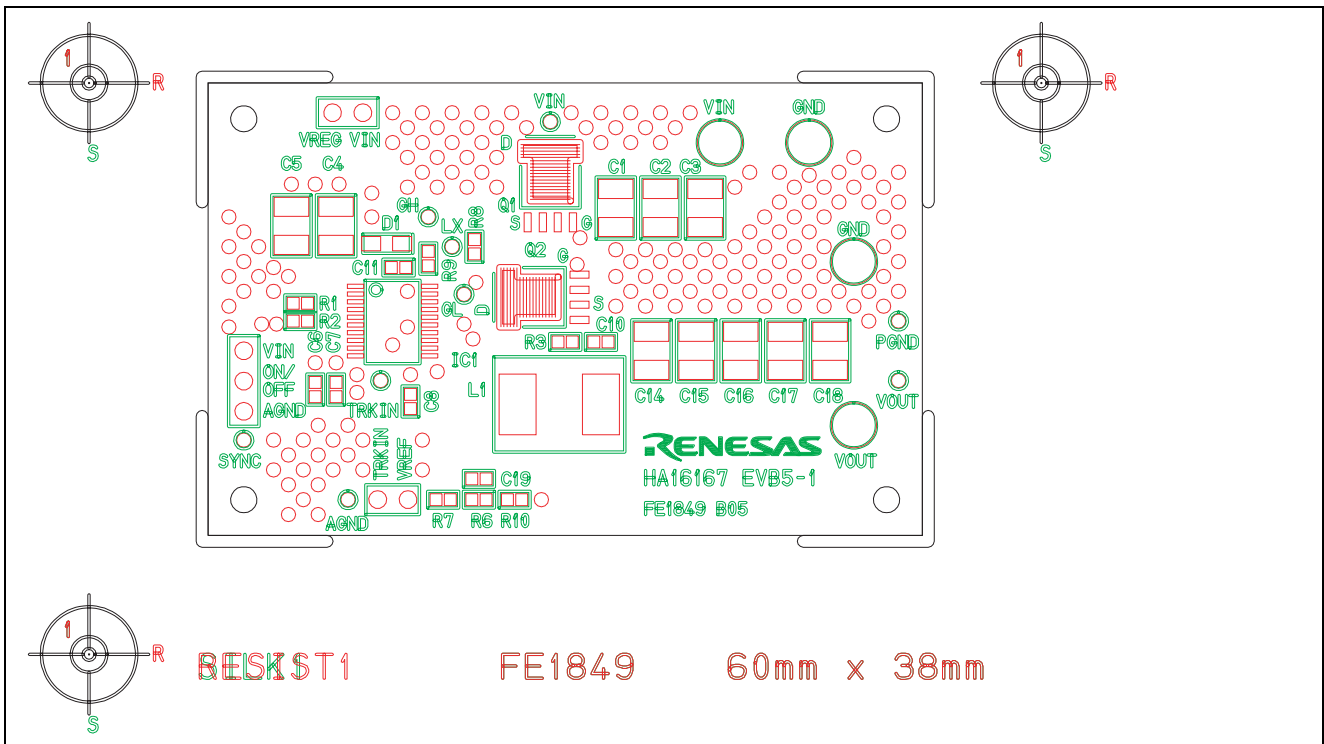 1
R
S
1
R
S
VREG VIN
VIN
D
VIN
GND
C5
C4
C1
C2
C3
GH
D1
LX
R8
Q1
S
G
GND
C11
R9
Q2
G
R1
R2
GL
D
S
C6
C7
R3
C10
PGND
VIN
ON/
OFF
AGND
TRKIN
C8
IC1
L1
C14
C15
C16
C17
C18
VOUT
SYNC
TRKIN
VREF
RENESAS
VOUT
HA16167 EVB5-1
C19
AGND
R7
R6
R10
FE1849 B05
1
R
S
RESIST1
FE1849
60mm x 38mm